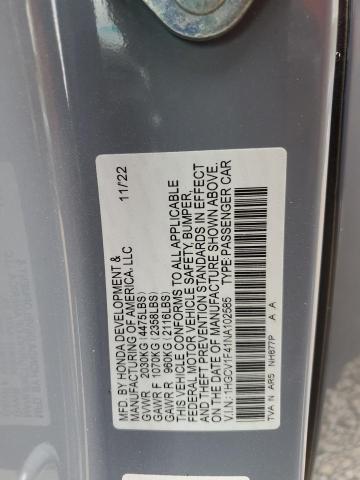 MFD. BY HONDA DEVELOPMENT & 11/22
MANUFACTURING OF AMERICA, LLC
GVWR 2030KG (4475LBS)
GAWR F 1070KG (2358LBS)
GAWR R 960KG (2116LBS)
THIS VEHICLE CONFORMS TO ALL APPLICABLE
FEDERAL MOTOR VEHICLE SAFETY, BUMPER,
AND THEFT PREVENTION STANDARDS IN EFFECT
ON THE DATE OF MANUFACTURE SHOWN ABOVE.
V.I.N.: 1HGCV1F41NA102585 TYPE: PASSENGER CAR
TVA N AR5 NH877P A A